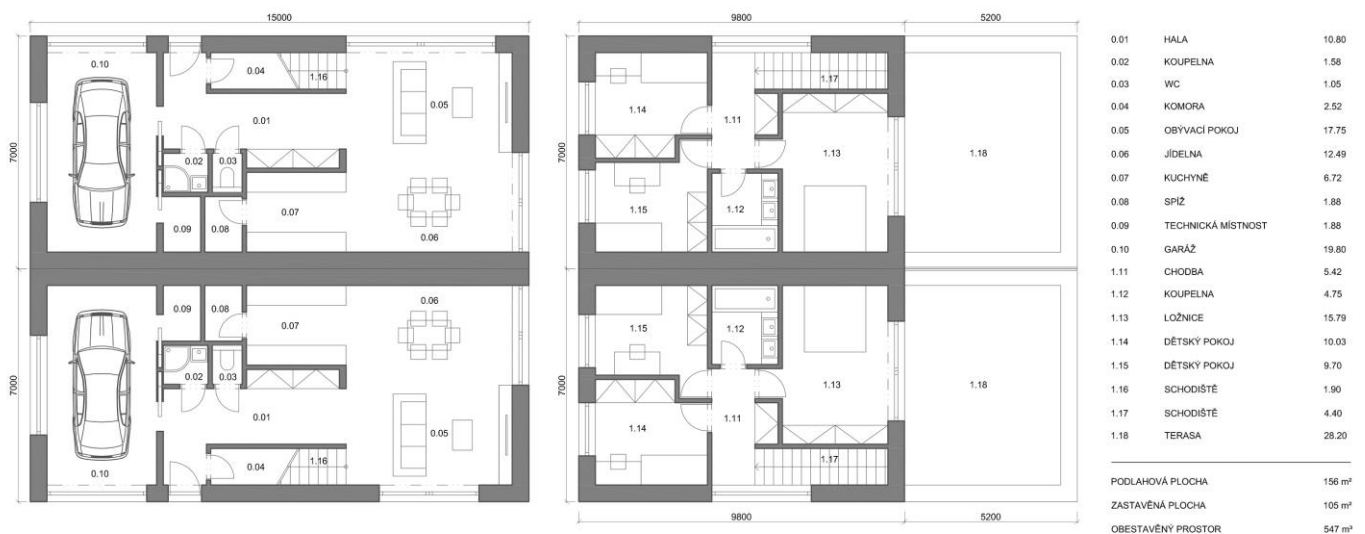 15000
9800 5200
0.10
0.04
1.16
0.05
0.01
0.02
0.03
0.07
0.09
0.08
0.06
7000
1.17
1.14
1.11
1.13
1.18
1.15
1.12
7000
0.06
0.09
0.08
0.07
0.02
0.03
0.01
0.05
0.04
1.16
0.10
7000
1.15
1.12
1.13
1.18
1.11
1.14
1.17
7000
9800 5200
0.01 HALA 10.80
0.02 KOUPELNA 1.58
0.03 WC 1.05
0.04 KOMORA 2.52
0.05 OBÝVACÍ POKOJ 17.75
0.06 JÍDELNA 12.49
0.07 KUCHYNĚ 6.72
0.08 SPÍŽ 1.88
0.09 TECHNICKÁ MÍSTNOST 1.88
0.10 GARÁŽ 19.80
1.11 CHODBA 5.42
1.12 KOUPELNA 4.75
1.13 LOŽNICE 15.79
1.14 DĚTSKÝ POKOJ 10.03
1.15 DĚTSKÝ POKOJ 9.70
1.16 SCHODIŠTĚ 1.90
1.17 SCHODIŠTĚ 4.40
1.18 TERASA 28.20
PODLAHOVÁ PLOCHA 156 m²
ZASTAVĚNÁ PLOCHA 105 m²
OBESTAVĚNÝ PROSTOR 547 m³